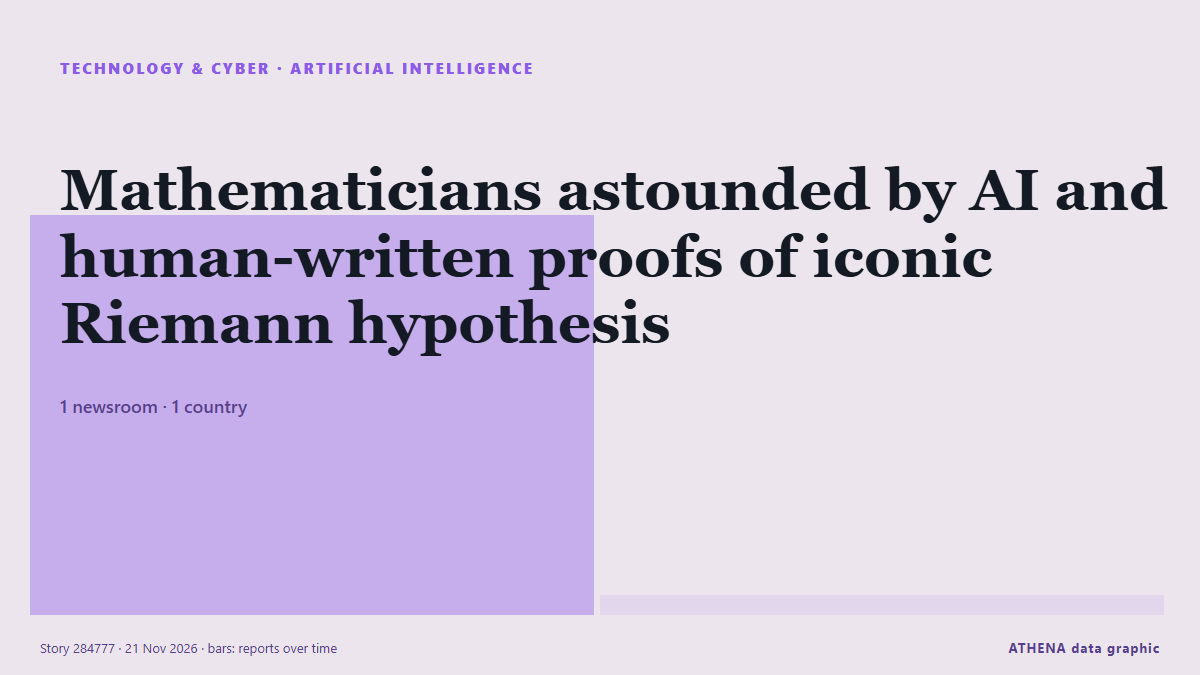 TECHNOLOGY & CYBER · ARTIFICIAL INTELLIGENCE
Mathematicians astounded by AI and
human-written proofs of iconic
Riemann hypothesis
1 newsroom · 1 country
Story 284777 · 21 Nov 2026 · bars: reports over time
ATHENA data graphic